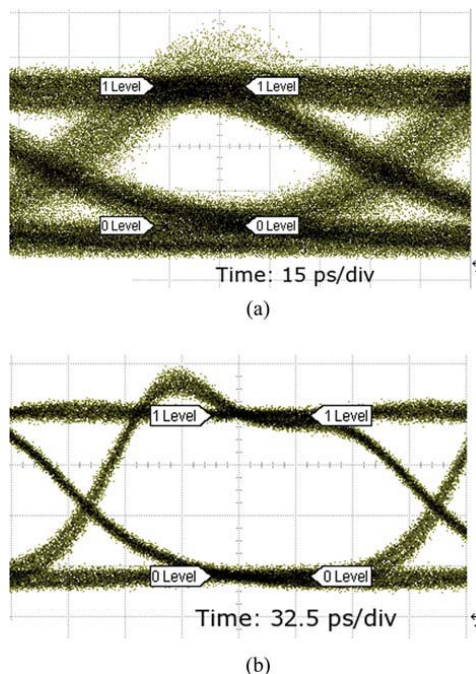 1 Level 1 Level
0 Level 0 Level
Time: 15 ps/div
(a)
1 Level 1 Level
0 Level 0 Level
Time: 32.5 ps/div
(b)